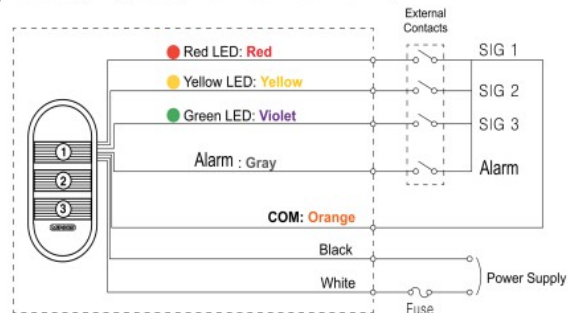 External
Contacts
Red LED: Red
SIG 1
Yellow LED: Yellow
SIG 2
Green LED: Violet
SIG 3
Alarm : Gray
Alarm
1
2
3
COM: Orange
Black
White
Power Supply
Fuse